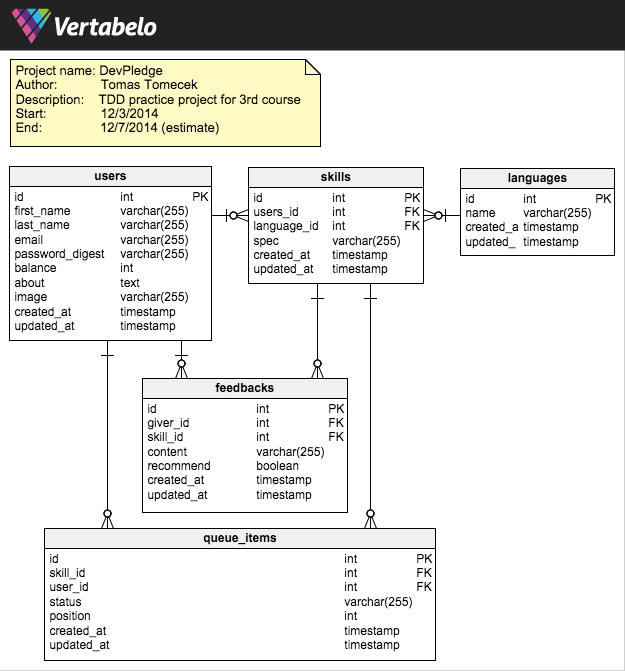 Vertabelo
Project name: DevPledge
Author: Tomas Tomecek
Description: TDD practice project for 3rd course
Start: 12/3/2014
End: 12/7/2014 (estimate)
users
id int PK
first_name varchar(255)
last_name varchar(255)
email varchar(255)
password_digest varchar(255)
balance int
about text
image varchar(255)
created_at timestamp
updated_at timestamp
skills
id int PK
users_id int FK
language_id int FK
spec varchar(255)
created_at timestamp
updated_at timestamp
languages
id int PK
name varchar(255)
created_a timestamp
updated_ timestamp
feedbacks
id int PK
giver_id int FK
skill_id int FK
content varchar(255)
recommend boolean
created_at timestamp
updated_at timestamp
queue_items
id int PK
skill_id int FK
user_id int FK
status varchar(255)
position int
created_at timestamp
updated_at timestamp